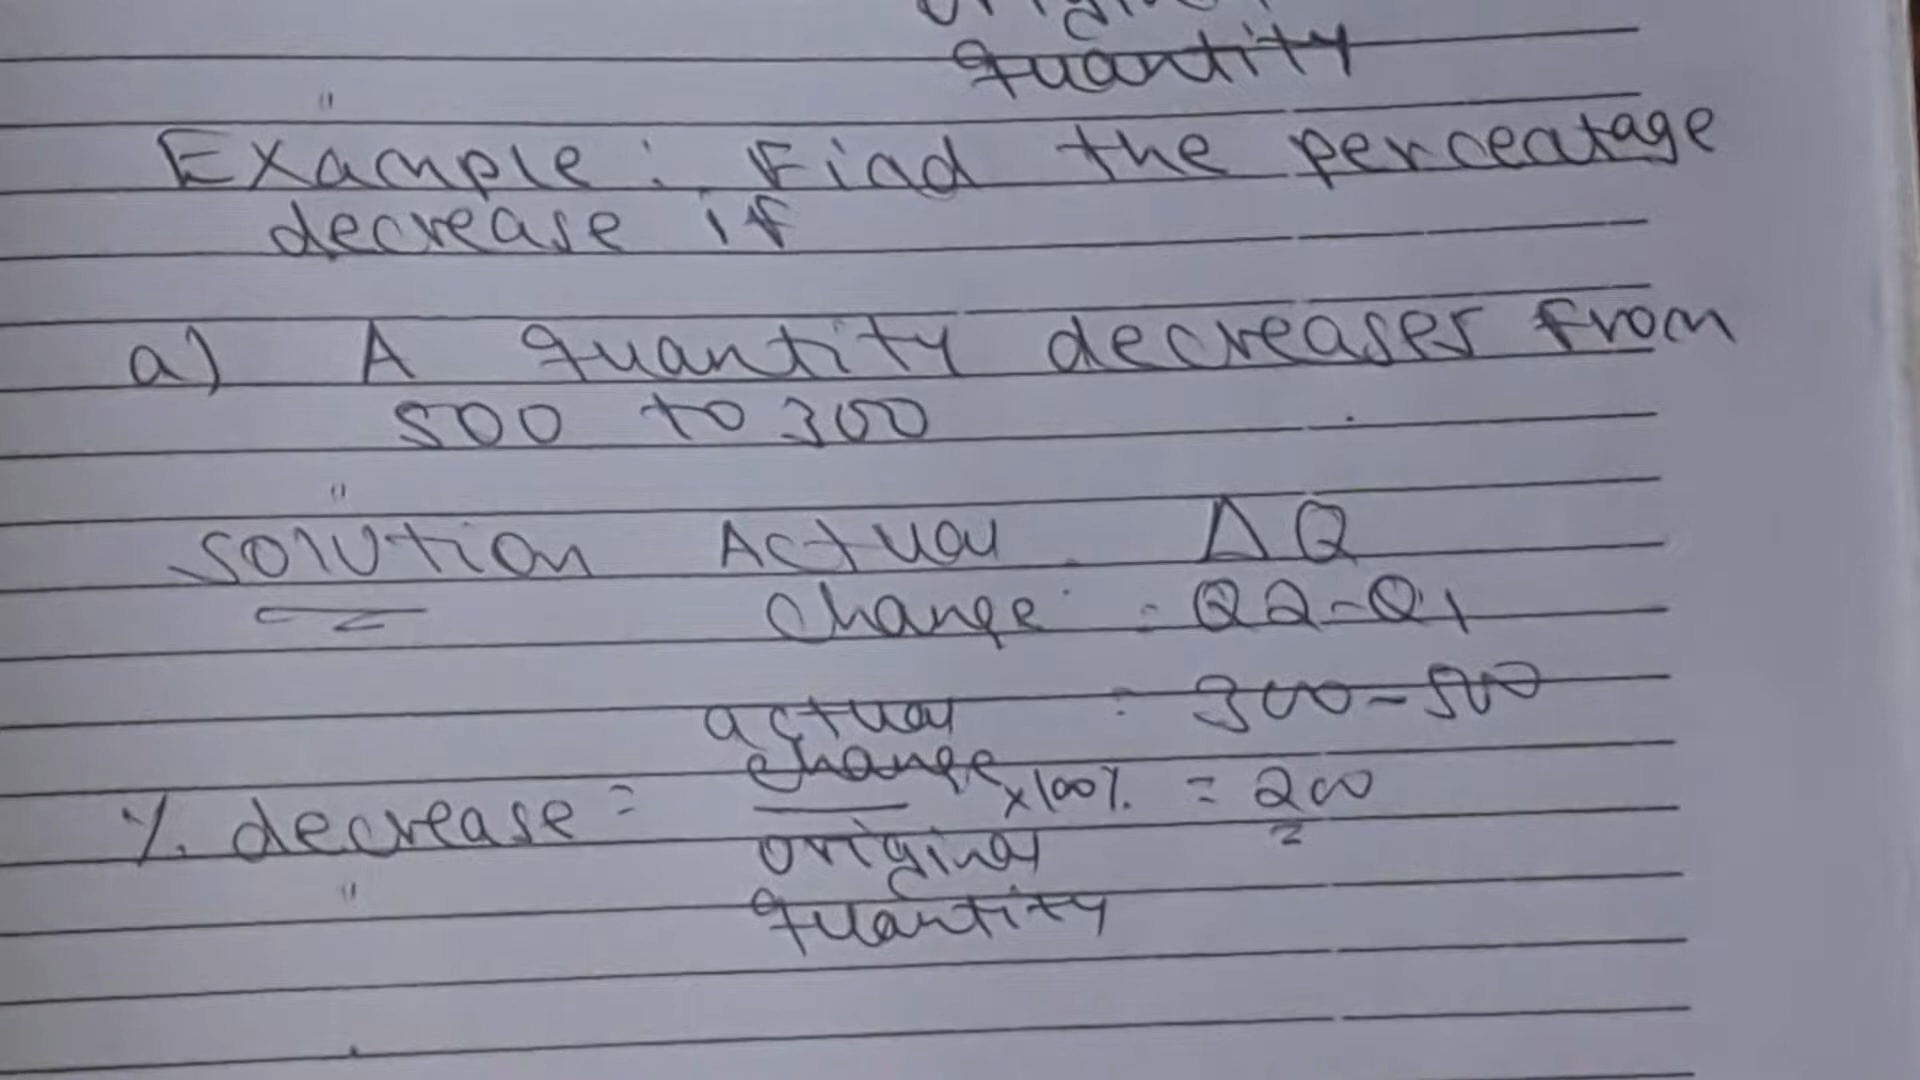 quantity
Example: Find the percentage
decrease if
a) A quantity decreases from
500 to 300
Solution Actual ΔQ
Change = Q2-Q1
actual = 300-500
change
% decrease = ×100% = 200
original
quantity